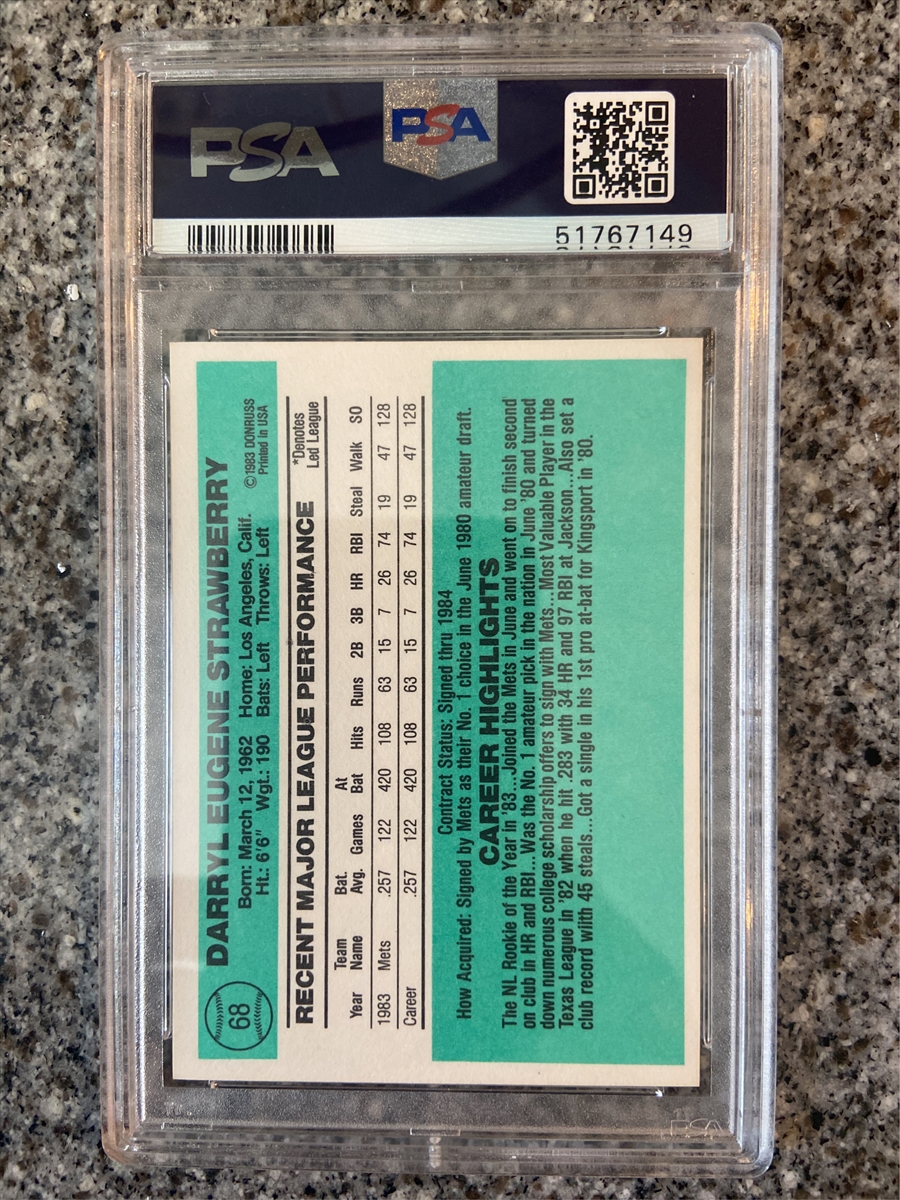 PSA
PSA
51767149
68
DARRYL EUGENE STRAWBERRY
Born: March 12, 1962 Home: Los Angeles, Calif.
Ht.: 6'6" Wgt.: 190 Bats: Left Throws: Left
©1983 DONRUSS
Printed in USA
RECENT MAJOR LEAGUE PERFORMANCE
*Denotes
Led League
Year Team Name Bat. Avg. Games At Bat Hits Runs 2B 3B HR RBI Steal Walk SO
1983 Mets .257 122 420 108 63 15 7 26 74 19 47 128
Career .257 122 420 108 63 15 7 26 74 19 47 128
Contract Status: Signed thru 1984
How Acquired: Signed by Mets as their No. 1 choice in the June 1980 amateur draft.
CAREER HIGHLIGHTS
The NL Rookie of the Year in '83...Joined the Mets in June and went on to finish second
on club in HR and RBI...Was the No. 1 amateur pick in the nation in June '80 and turned
down numerous college scholarship offers to sign with Mets...Most Valuable Player in the
Texas League in '82 when he hit .283 with 34 HR and 97 RBI at Jackson...Also set a
club record with 45 steals...Got a single in his 1st pro at-bat for Kingsport in '80.
PSA